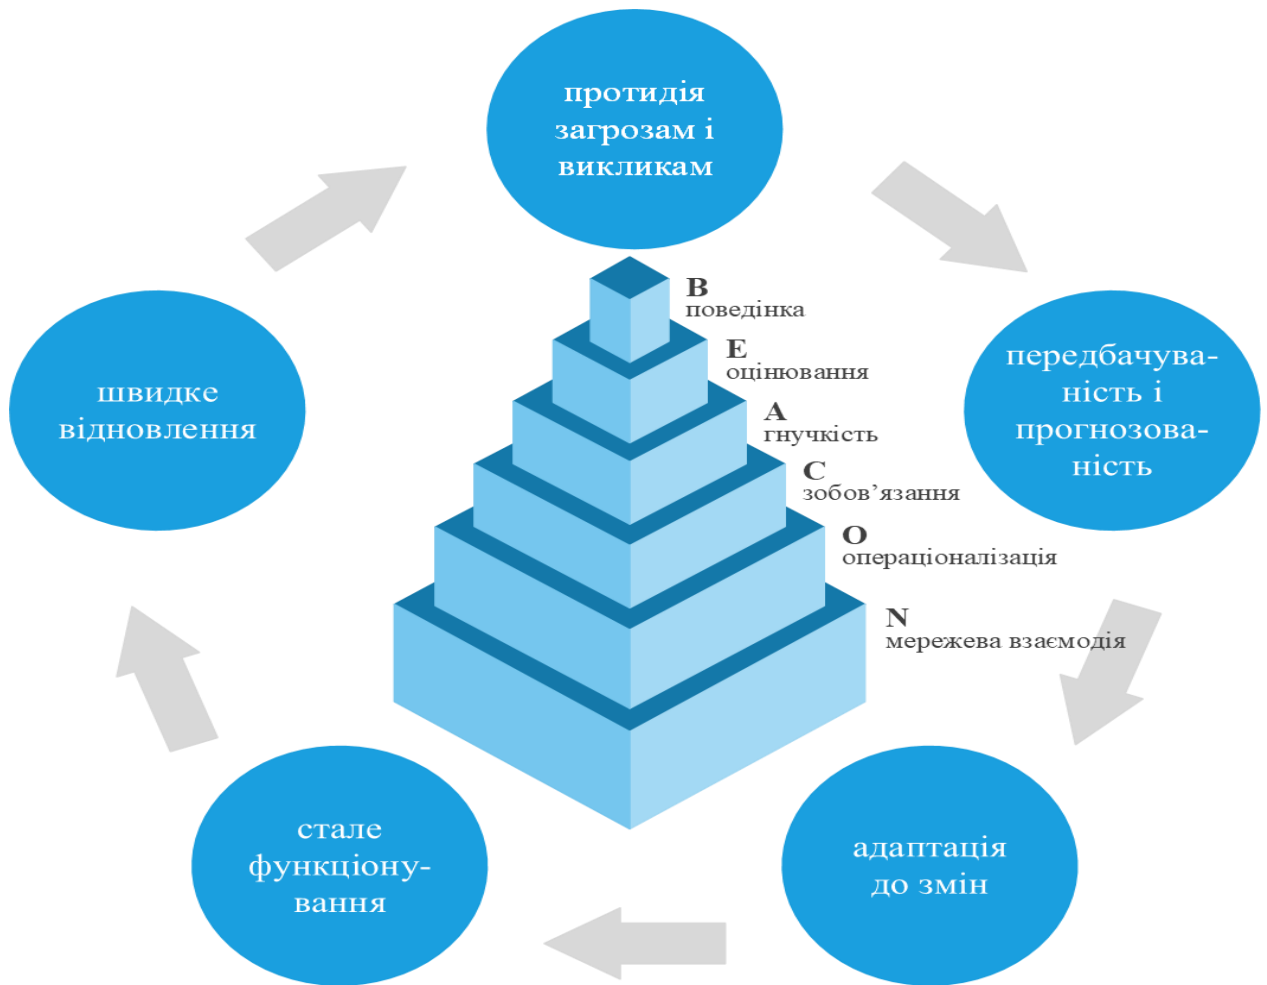 протидія
загрозам і
викликам
передбачува-
ність і
прогнозова-
ність
адаптація
до змін
стале
функціону-
вання
швидке
відновлення
B
поведінка
E
оцінювання
A
гнучкість
C
зобов’язання
O
операціоналізація
N
мережева взаємодія